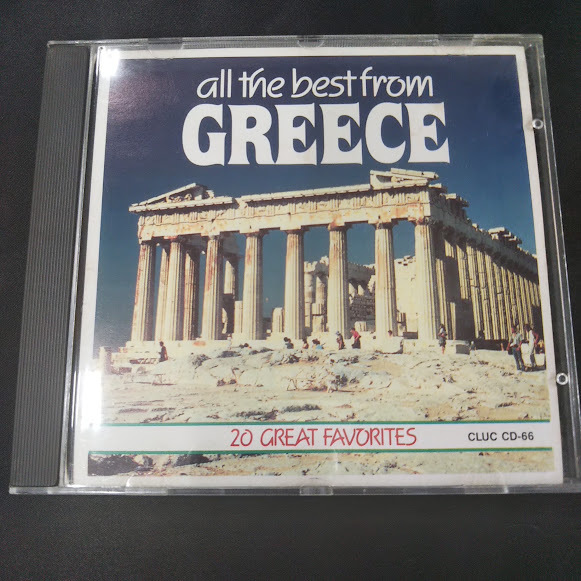 all the best from
GREECE
20 GREAT FAVORITES
CLUC CD-66